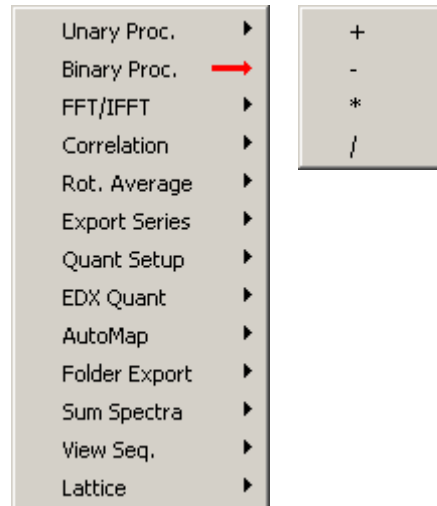 Unary Proc.
Binary Proc.
FFT/IFFT
Correlation
Rot. Average
Export Series
Quant Setup
EDX Quant
AutoMap
Folder Export
Sum Spectra
View Seq.
Lattice
+
-
*
/